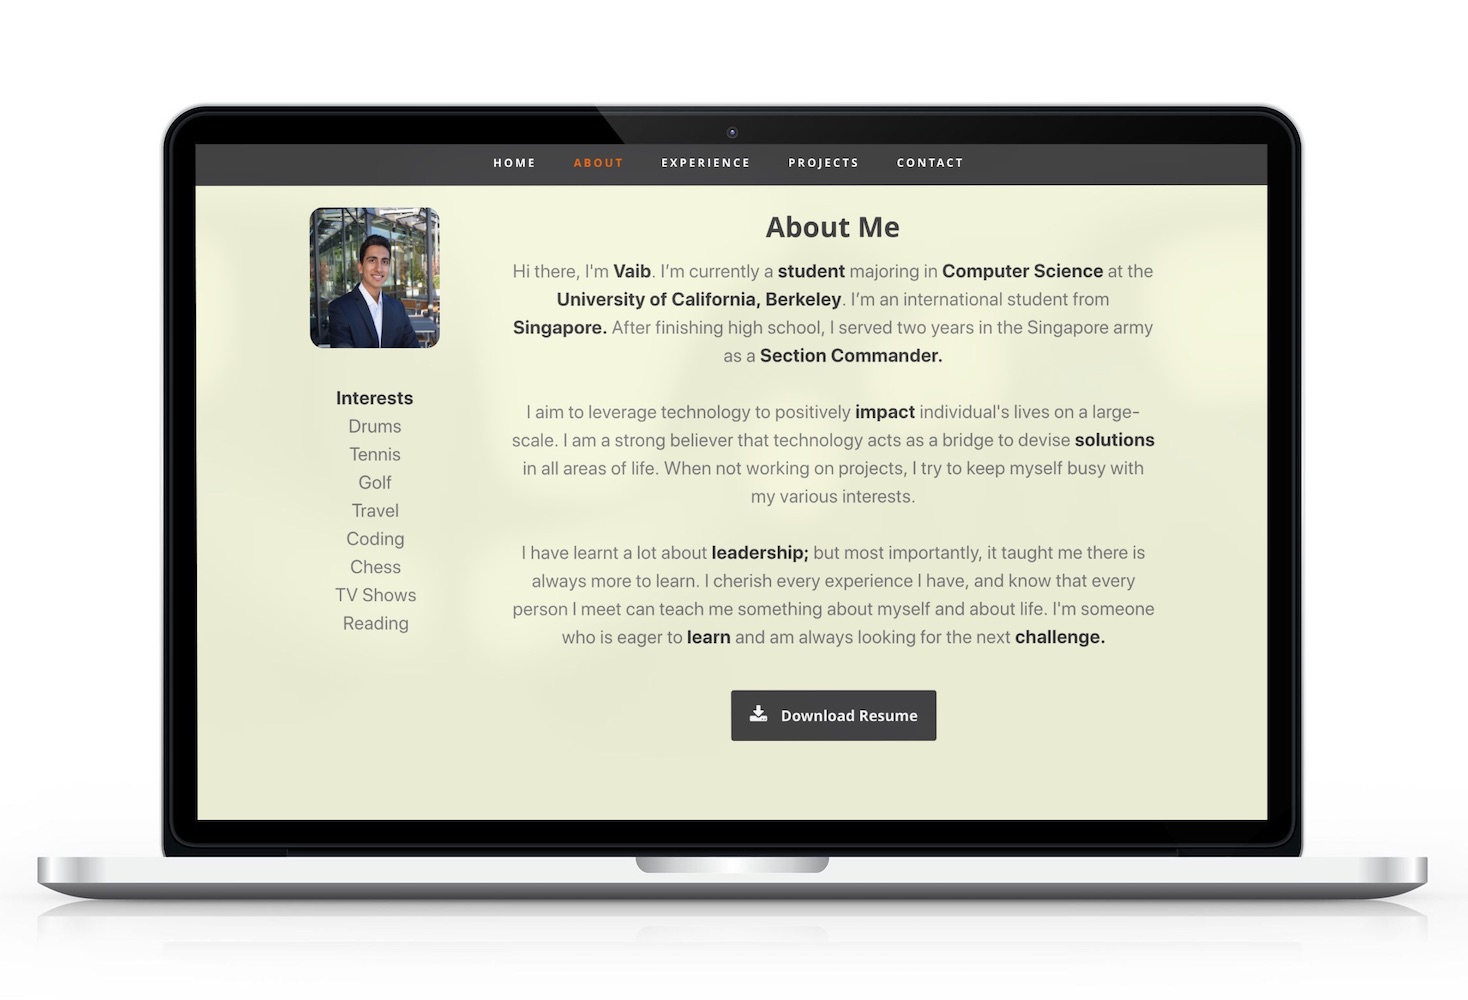 HOME ABOUT EXPERIENCE PROJECTS CONTACT
About Me
Hi there, I'm Vaib. I’m currently a student majoring in Computer Science at the
University of California, Berkeley. I’m an international student from
Singapore. After finishing high school, I served two years in the Singapore army
as a Section Commander.
I aim to leverage technology to positively impact individual's lives on a large-
scale. I am a strong believer that technology acts as a bridge to devise solutions
in all areas of life. When not working on projects, I try to keep myself busy with
my various interests.
I have learnt a lot about leadership; but most importantly, it taught me there is
always more to learn. I cherish every experience I have, and know that every
person I meet can teach me something about myself and about life. I'm someone
who is eager to learn and am always looking for the next challenge.
Download Resume
Interests
Drums
Tennis
Golf
Travel
Coding
Chess
TV Shows
Reading